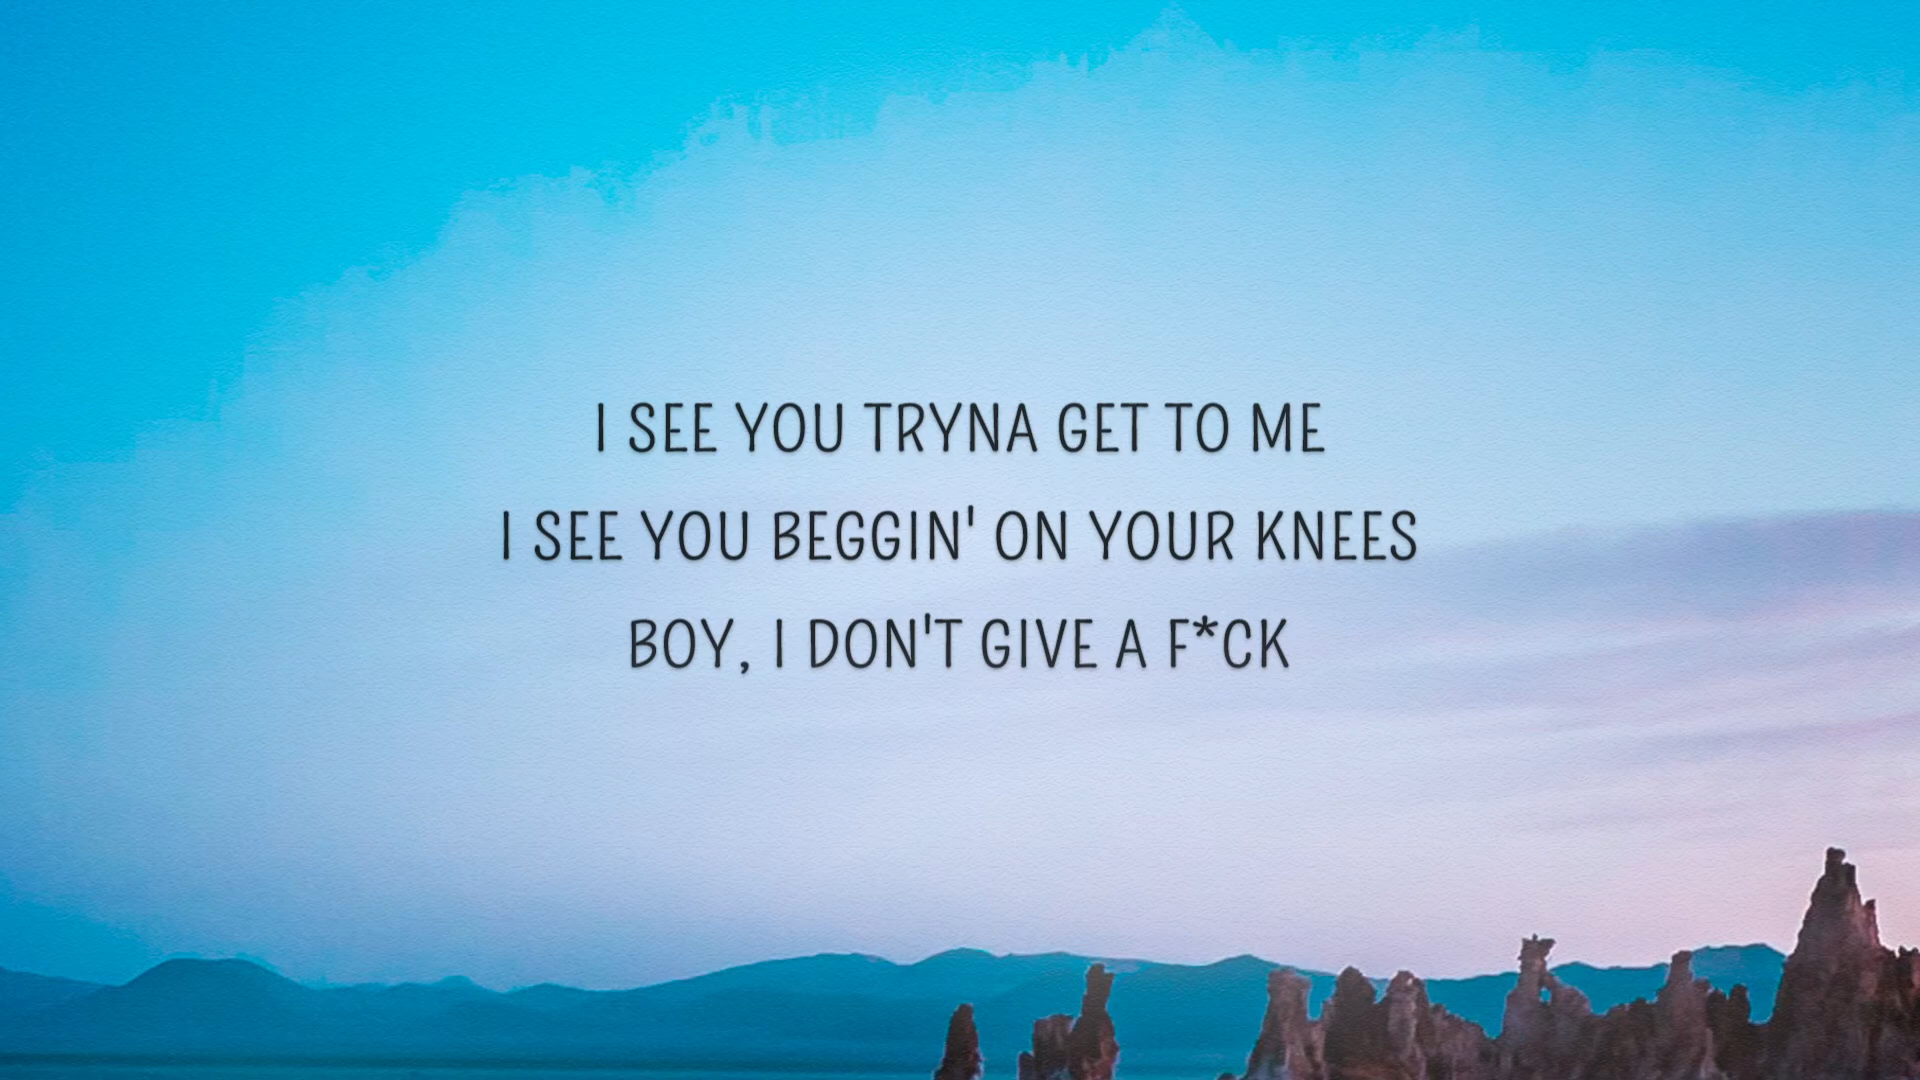 I SEE YOU TRYNA GET TO ME
I SEE YOU BEGGIN' ON YOUR KNEES
BOY, I DON'T GIVE A F*CK